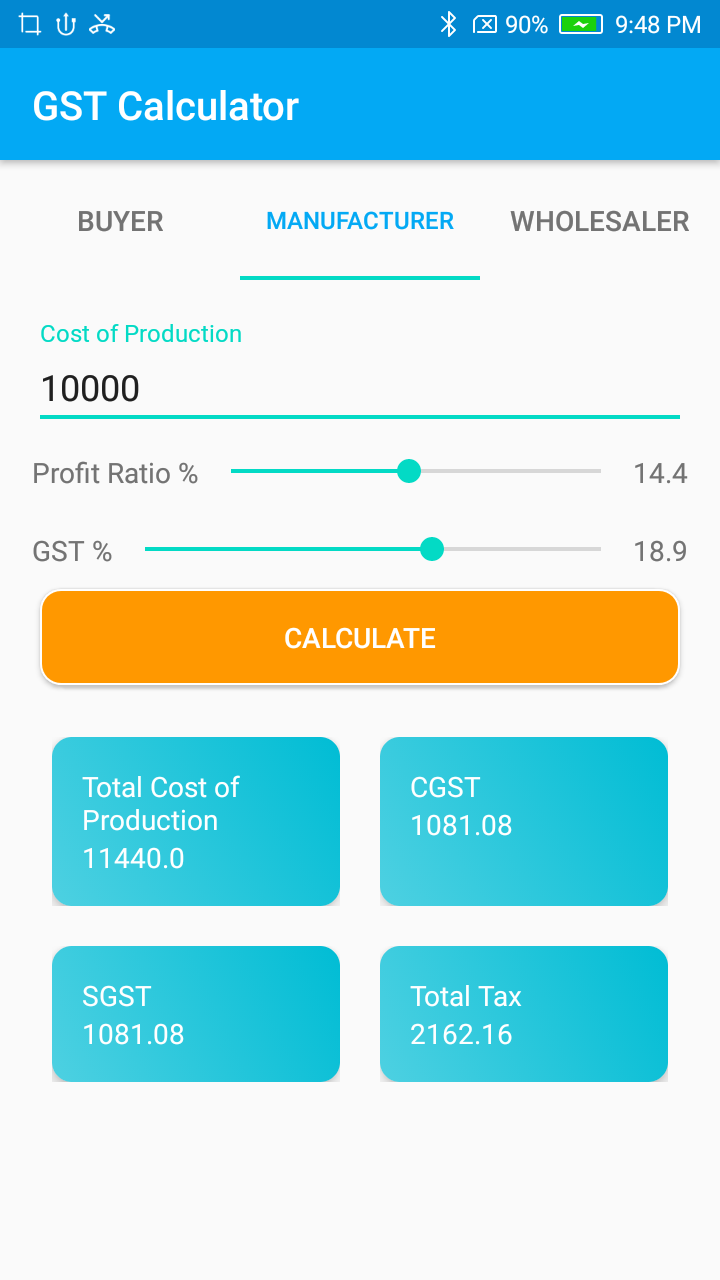 90% 9:48 PM
GST Calculator
BUYER MANUFACTURER WHOLESALER
Cost of Production
10000
Profit Ratio % 14.4
GST % 18.9
CALCULATE
Total Cost of
Production
11440.0
CGST
1081.08
SGST
1081.08
Total Tax
2162.16